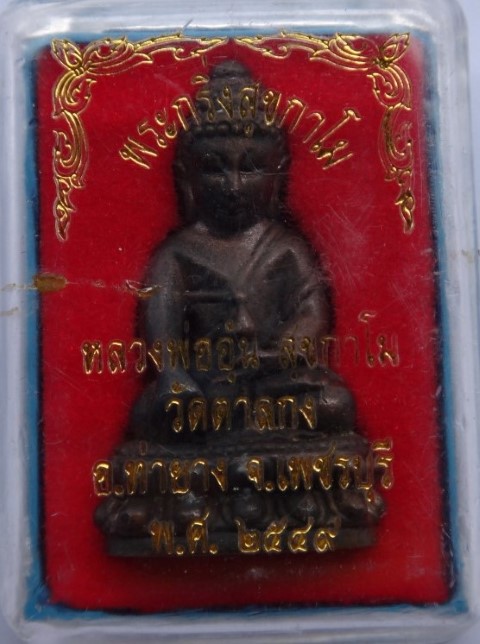 พระกริ่งสุขกาโม
หลวงพ่ออุ้น สุขกาโม
วัดตาลกง
อ.ท่ายาง จ.เพชรบุรี
พ.ศ. ๒๕๔๙